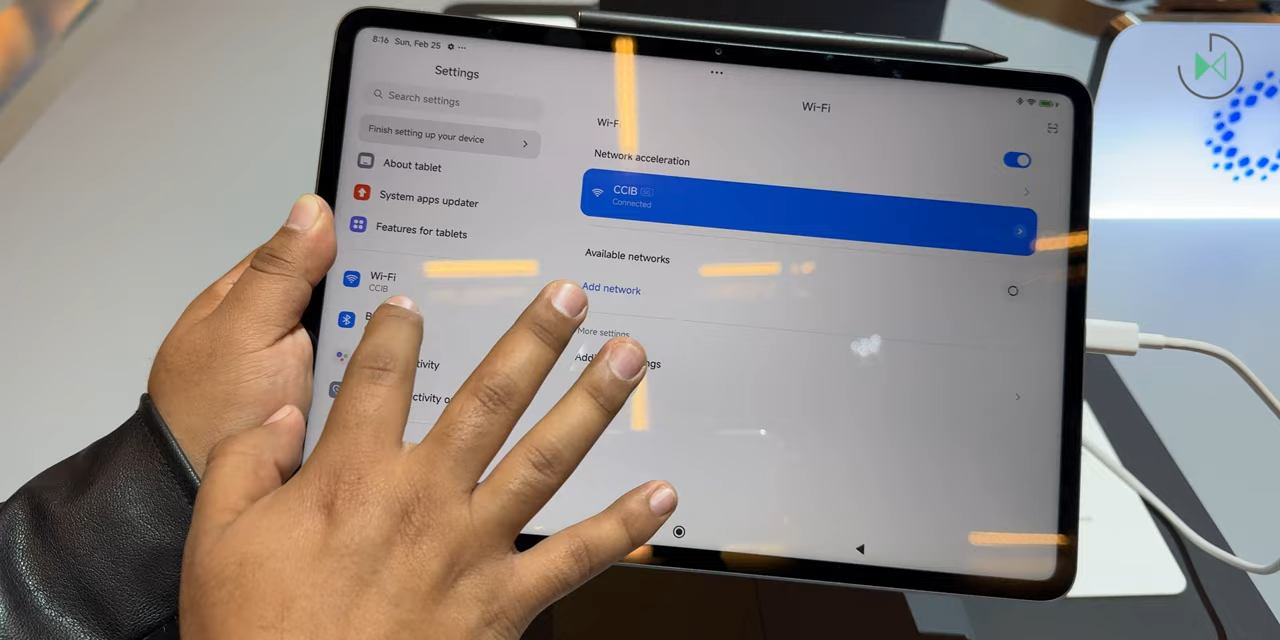 8:16 Sun, Feb 25
Settings
Search settings
Finish setting up your device
About tablet
System apps updater
Features for tablets
Wi-Fi
CCIB
Wi-Fi
Wi-Fi
Network acceleration
CCIB
Connected
Available networks
Add network
More settings